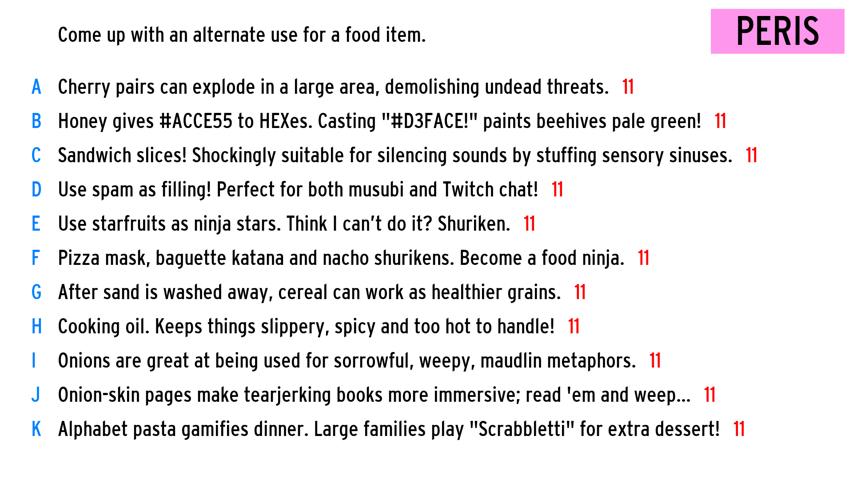 Come up with an alternate use for a food item.
PERIS
A Cherry pairs can explode in a large area, demolishing undead threats. 11
B Honey gives #ACCE55 to HEXes. Casting "#D3FACE!" paints beehives pale green! 11
C Sandwich slices! Shockingly suitable for silencing sounds by stuffing sensory sinuses. 11
D Use spam as filling! Perfect for both musubi and Twitch chat! 11
E Use starfruits as ninja stars. Think I can't do it? Shuriken. 11
F Pizza mask, baguette katana and nacho shurikens. Become a food ninja. 11
G After sand is washed away, cereal can work as healthier grains. 11
H Cooking oil. Keeps things slippery, spicy and too hot to handle! 11
I Onions are great at being used for sorrowful, weepy, maudlin metaphors. 11
J Onion-skin pages make tearjerking books more immersive; read 'em and weep... 11
K Alphabet pasta gamifies dinner. Large families play "Scrabbletti" for extra dessert! 11